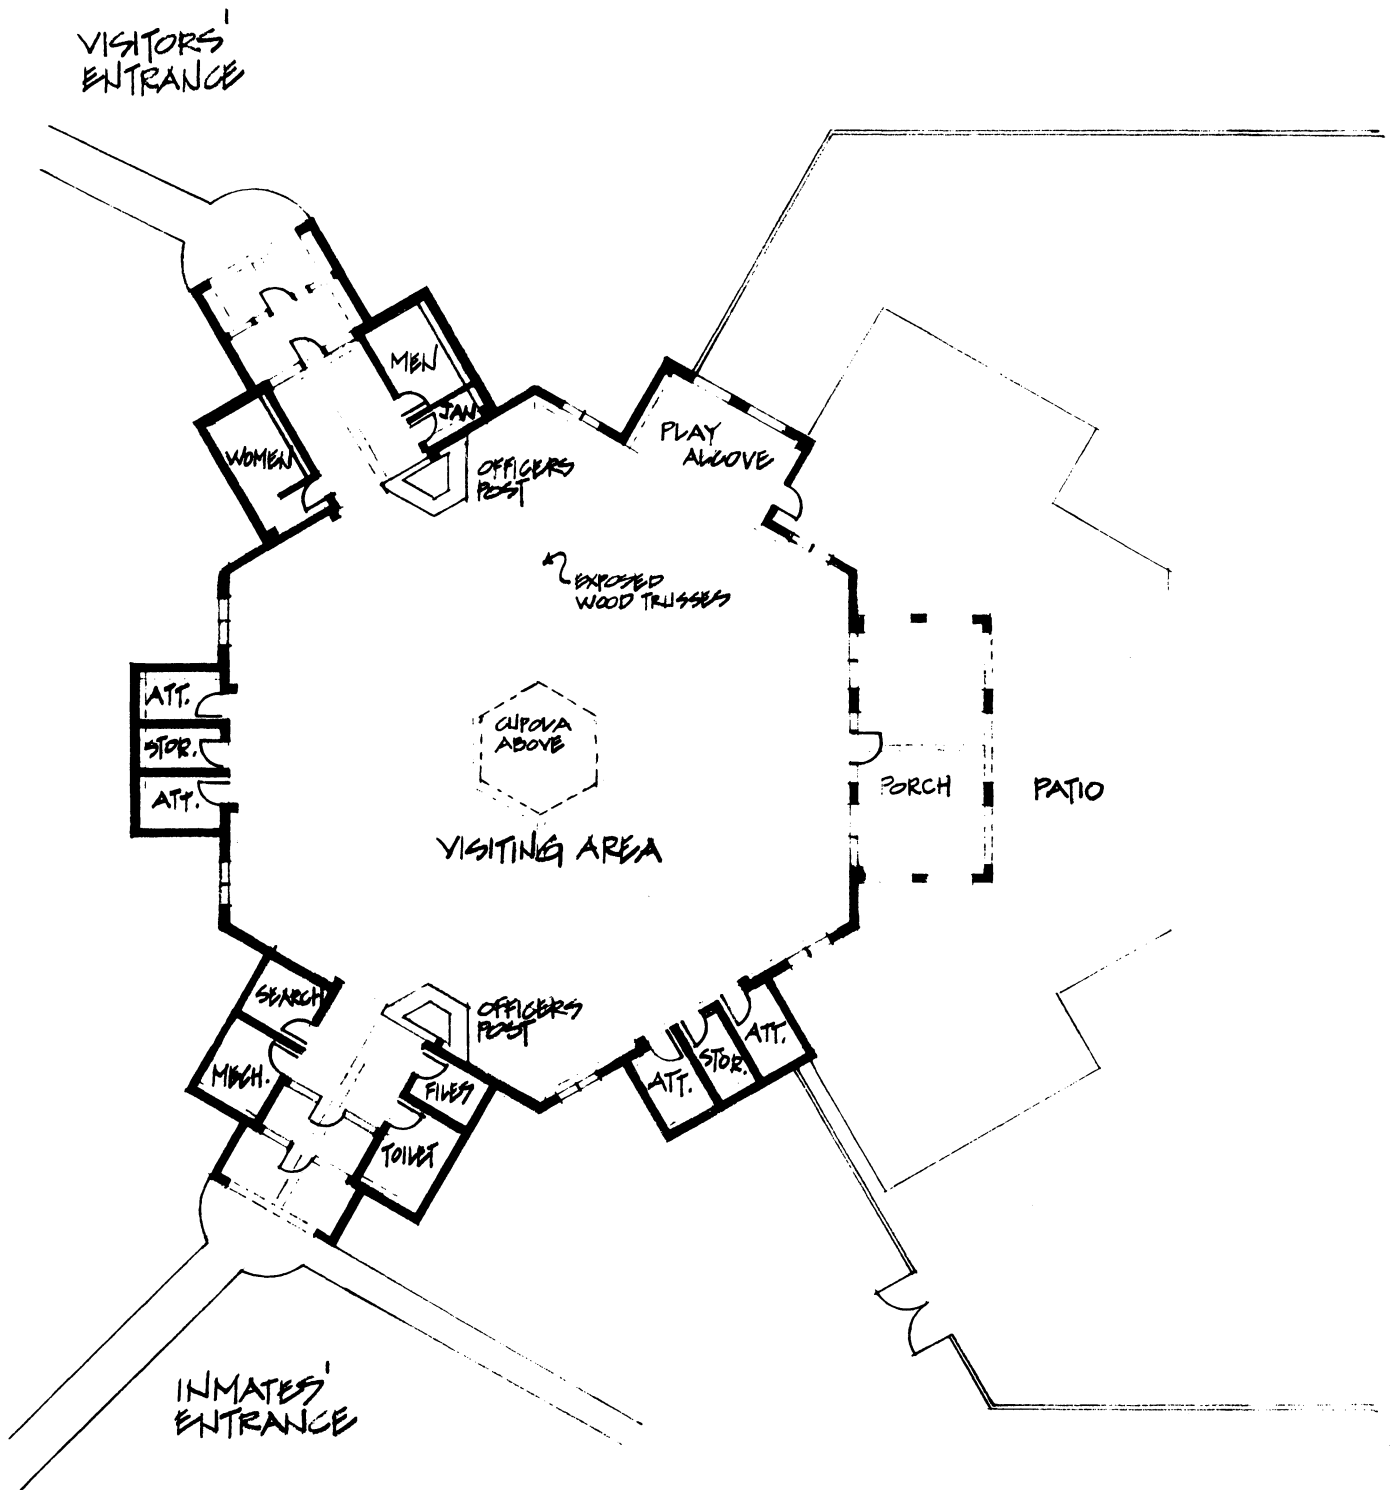 VISITORS'
ENTRANCE
MEN
JAN.
WOMEN
OFFICERS
POST
PLAY
ALCOVE
EXPOSED
WOOD TRUSSES
ATT.
STOR.
ATT.
CUPOLA
ABOVE
PORCH
PATIO
VISITING AREA
SEARCH
MECH.
OFFICERS
POST
FILES
TOILET
ATT.
STOR.
ATT.
INMATES'
ENTRANCE